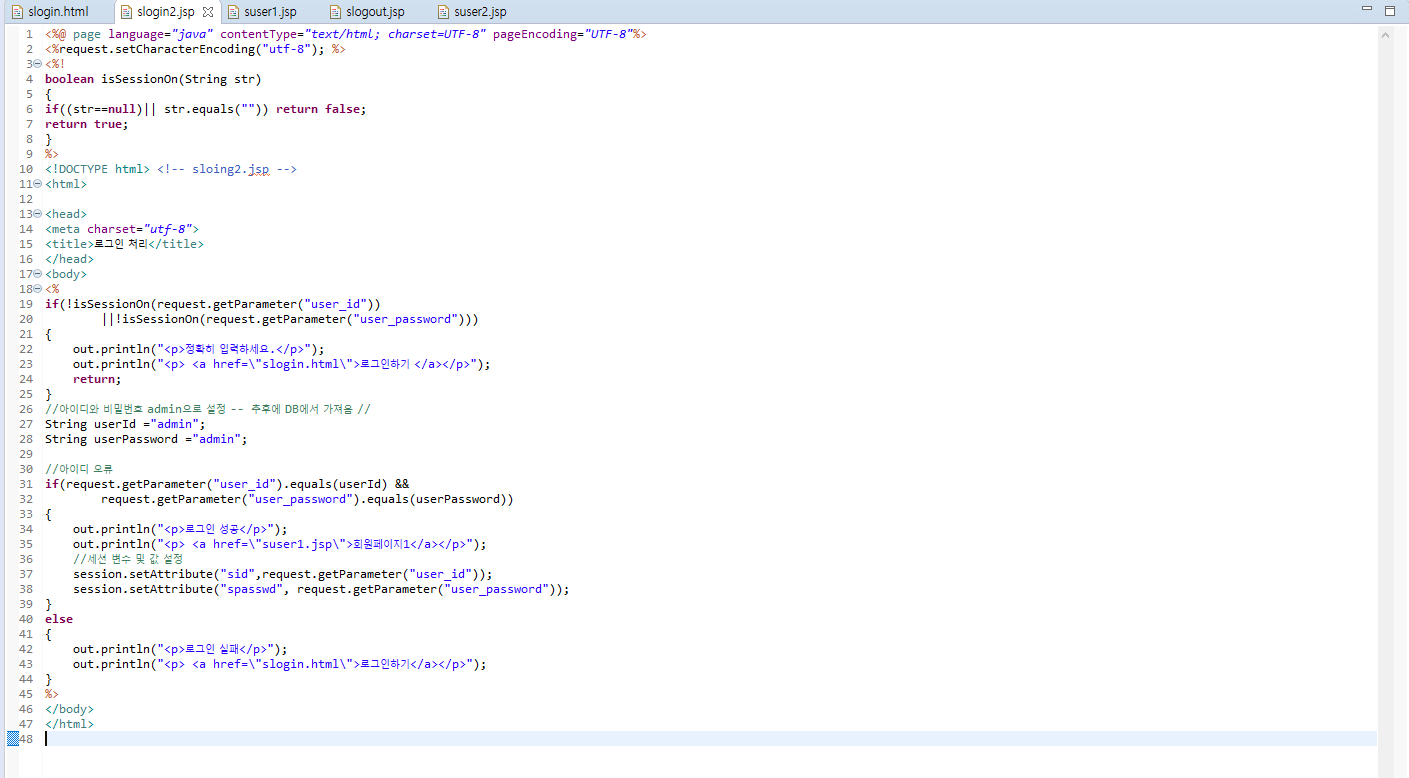 slogin.html slogin2.jsp suser1.jsp slogout.jsp suser2.jsp
1 <%@ page language="java" contentType="text/html; charset=UTF-8" pageEncoding="UTF-8"%>
2 <%request.setCharacterEncoding("utf-8"); %>
3 <%!
4 boolean isSessionOn(String str)
5 {
6 if((str==null)|| str.equals("")) return false;
7 return true;
8 }
9 %>
10 <!DOCTYPE html> <!-- sloing2.jsp -->
11 <html>
12
13 <head>
14 <meta charset="utf-8">
15 <title>로그인 처리</title>
16 </head>
17 <body>
18 <%
19 if(!isSessionOn(request.getParameter("user_id"))
20         ||!isSessionOn(request.getParameter("user_password")))
21 {
22     out.println("<p>정확히 입력하세요.</p>");
23     out.println("<p> <a href=\"slogin.html\">로그인하기 </a></p>");
24     return;
25 }
26 //아이디와 비밀번호 admin으로 설정 -- 추후에 DB에서 가져옴 //
27 String userId ="admin";
28 String userPassword ="admin";
29
30 //아이디 오류
31 if(request.getParameter("user_id").equals(userId) &&
32         request.getParameter("user_password").equals(userPassword))
33 {
34     out.println("<p>로그인 성공</p>");
35     out.println("<p> <a href=\"suser1.jsp\">회원페이지1</a></p>");
36     //세션 변수 및 값 설정
37     session.setAttribute("sid",request.getParameter("user_id"));
38     session.setAttribute("spasswd", request.getParameter("user_password"));
39 }
40 else
41 {
42     out.println("<p>로그인 실패</p>");
43     out.println("<p> <a href=\"slogin.html\">로그인하기</a></p>");
44 }
45 %>
46 </body>
47 </html>
48